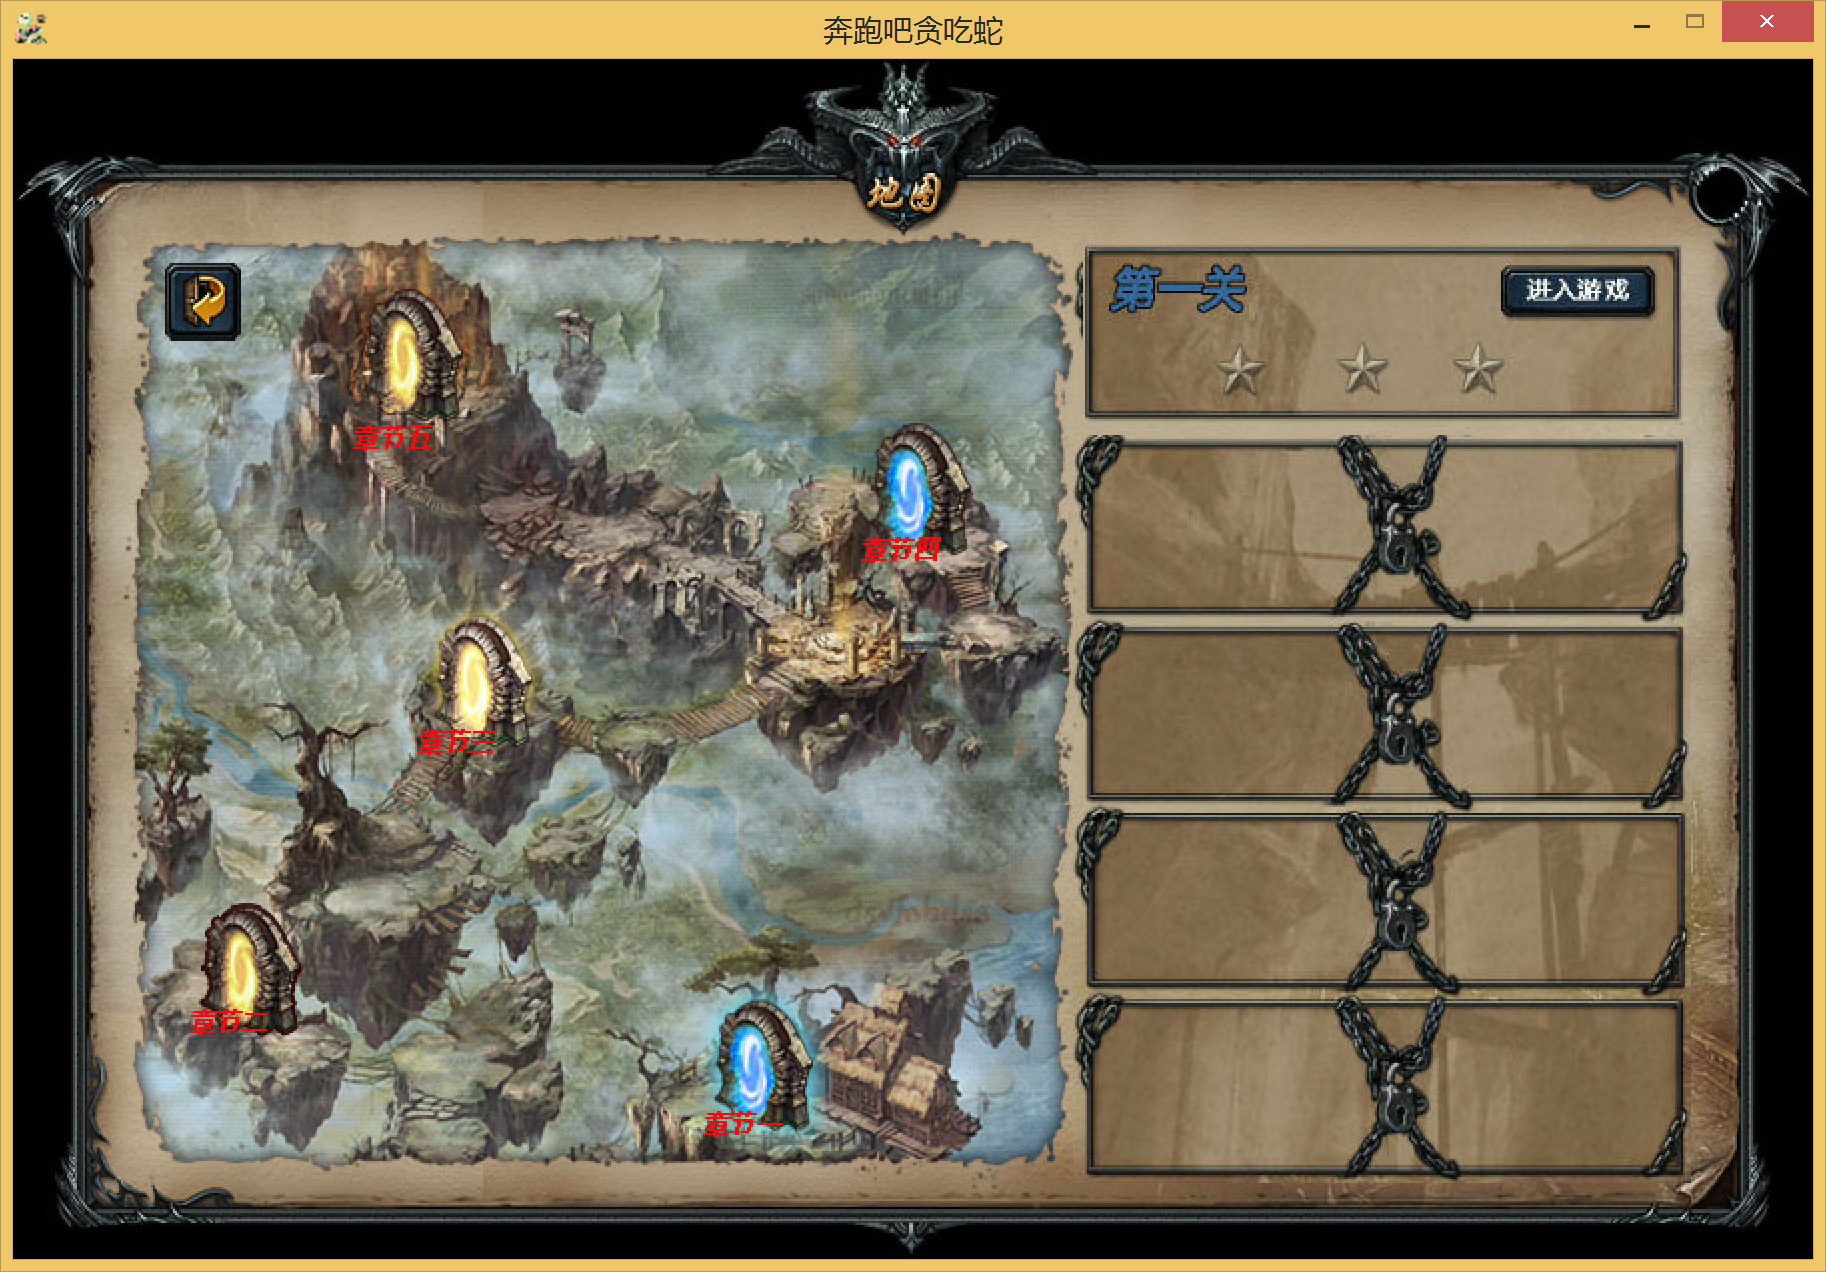 奔跑吧贪吃蛇
地图
第一关
进入游戏
章节五
章节四
章节三
章节二
章节一